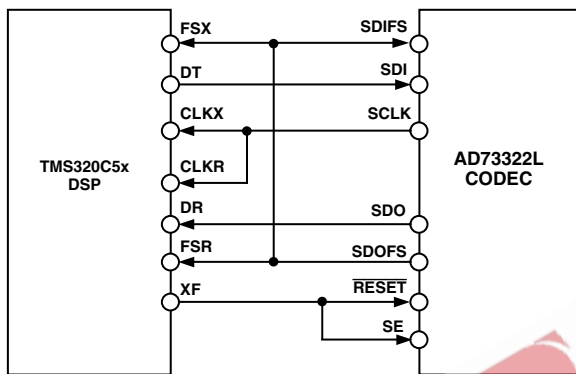 FSX SDIFS
DT SDI
CLKX SCLK
TMS320C5x
DSP
CLKR
AD73322L
CODEC
DR SDO
FSR SDOFS
XF RESET
SE